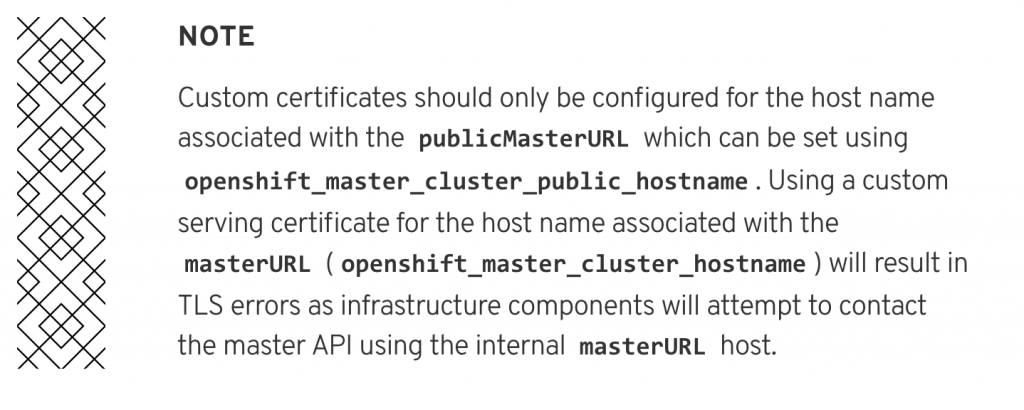 NOTE
Custom certificates should only be configured for the host name
associated with the publicMasterURL which can be set using
openshift_master_cluster_public_hostname . Using a custom
serving certificate for the host name associated with the
masterURL ( openshift_master_cluster_hostname ) will result in
TLS errors as infrastructure components will attempt to contact
the master API using the internal masterURL host.